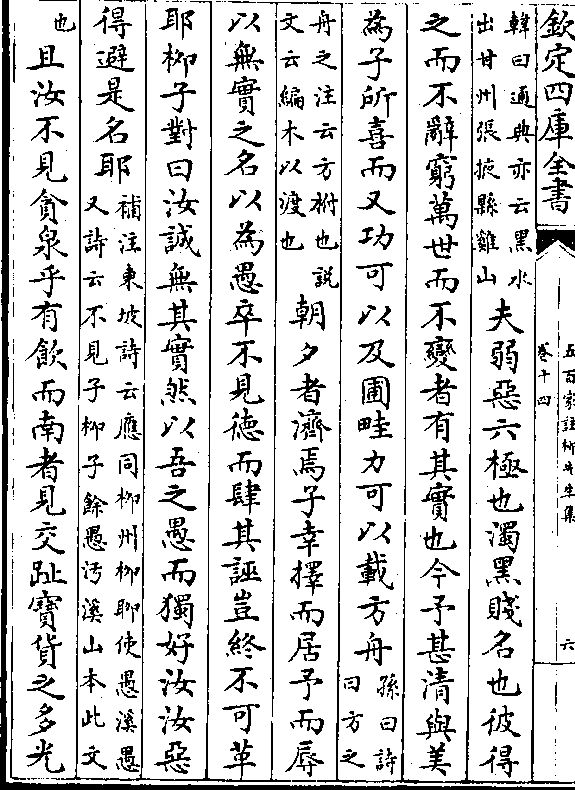 欽定四庫全書
五百家註柳先生集
卷十四
六
韓曰通典亦云黑水
出甘州張掖縣雞山
夫弱惡六極也濁黑賤名也彼得
之而不辭窮萬世而不變者有其實也今予甚清與美
為子所喜而又功可以及圃畦力可以載方舟
孫曰詩
曰方之
舟之注云方泭也說
文云編木以渡也
朝夕者濟焉子幸擇而居予而辱
以無實之名以為愚卒不見德而肆其誣豈終不可革
耶柳子對曰汝誠無其實然以吾之愚而獨好汝汝惡
得避是名耶
補注東坡詩云應同柳州柳聊使愚溪愚
又詩云不見子柳子餘愚汚溪山本此文
也
且汝不見貪泉乎有飲而南者見交趾寶貨之多光